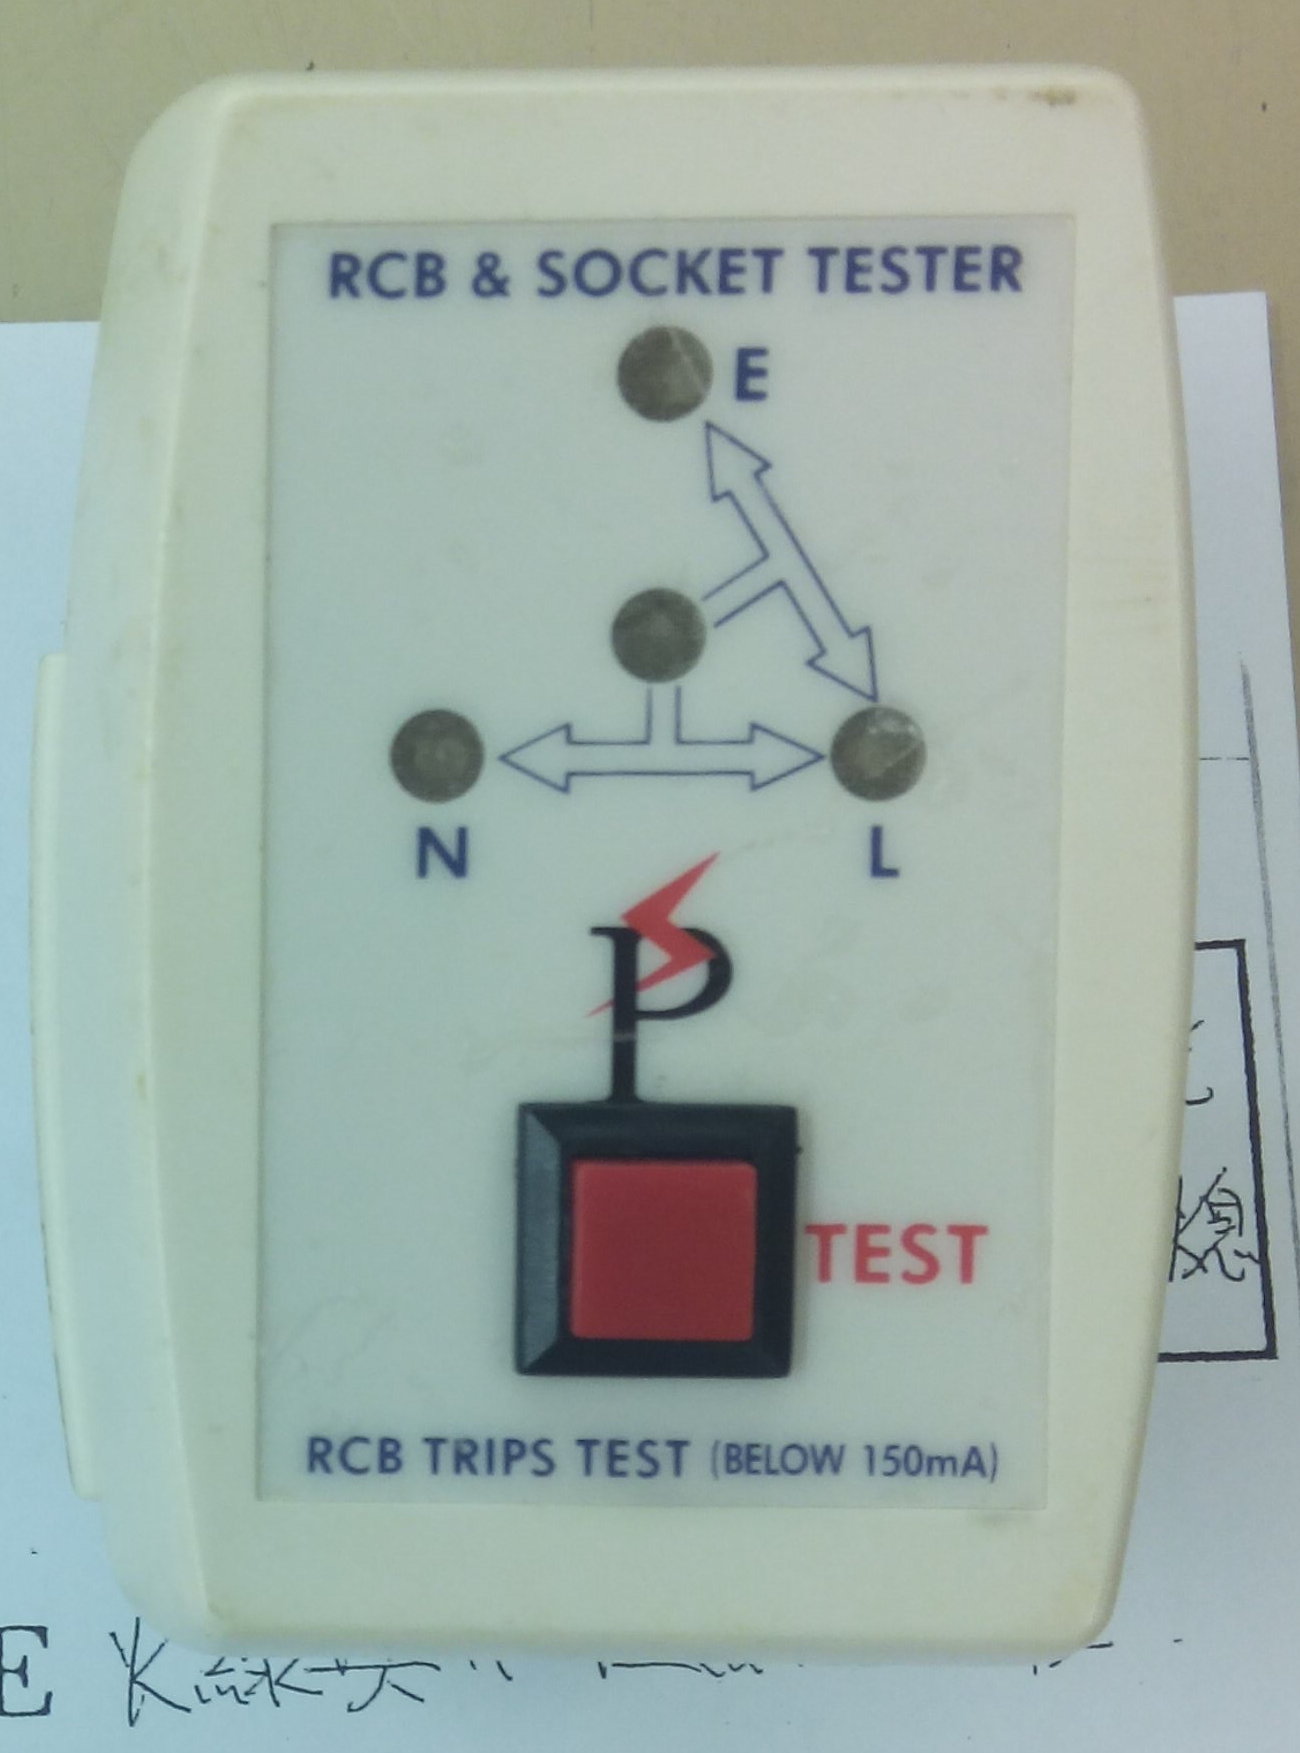 RCB & SOCKET TESTER
E
N
L
P
TEST
RCB TRIPS TEST (BELOW 150mA)
E